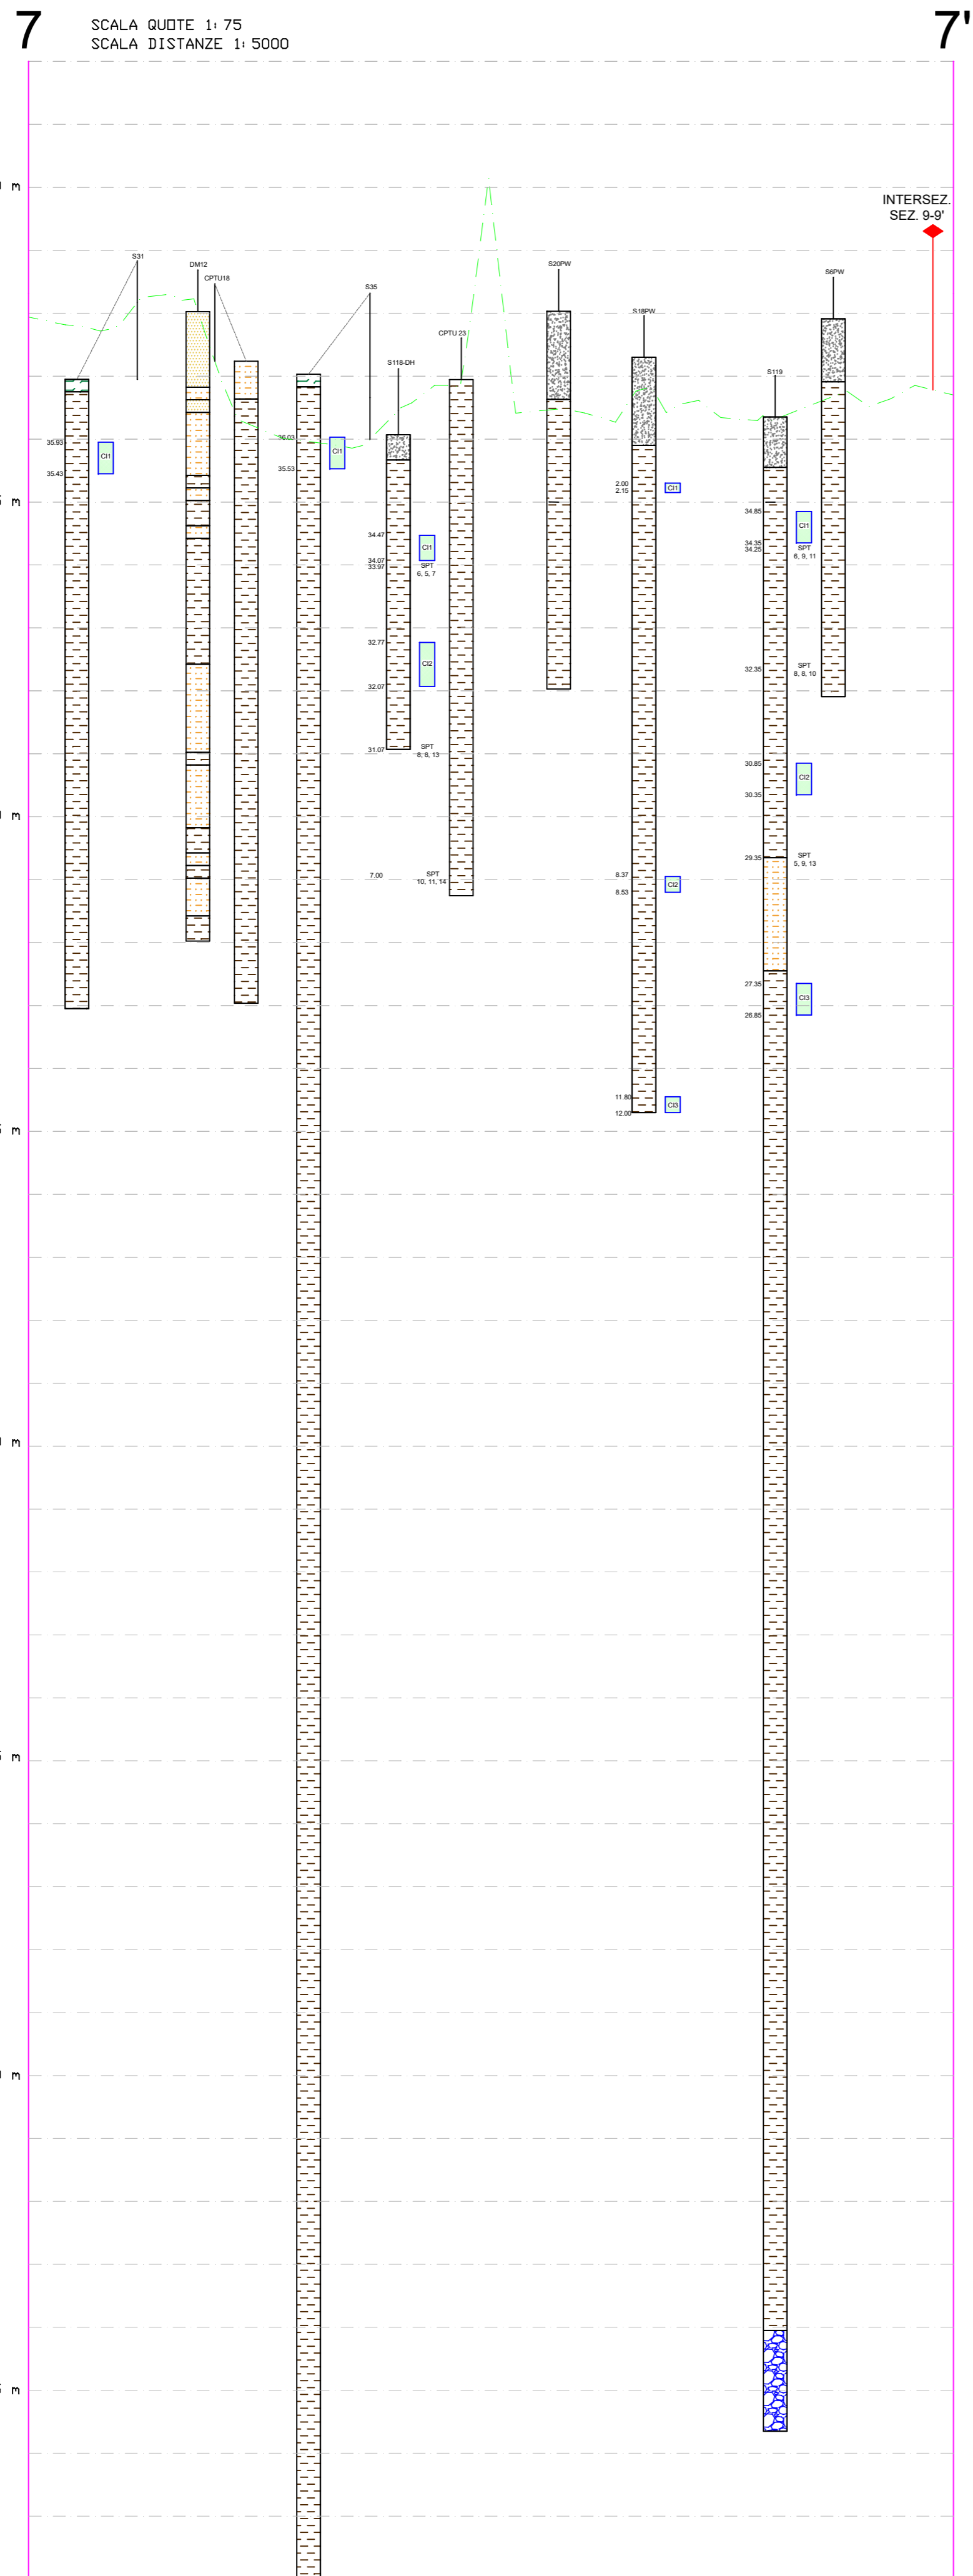 7
SCALA QUOTE 1:75
SCALA DISTANZE 1:5000
7'
INTERSEZ.
SEZ. 9-9'
S31
DM12
CPTU18
S35
S118-DH
CPTU 23
S20PW
S18PW
S119
S6PW
35.93
35.43
CI1
36.03
35.53
CI1
34.47
34.07
33.97
CI1
SPT
6, 5, 7
32.77
32.07
CI2
31.07
SPT
8, 8, 13
7.00
SPT
10, 11, 14
2.00
2.15
CI1
8.37
8.53
CI2
11.80
12.00
CI3
34.85
34.35
34.25
CI1
SPT
6, 9, 11
32.35
SPT
8, 8, 10
30.85
30.35
CI2
29.35
SPT
5, 9, 13
27.35
26.85
CI3
m
m
m
m
m
m
m
m